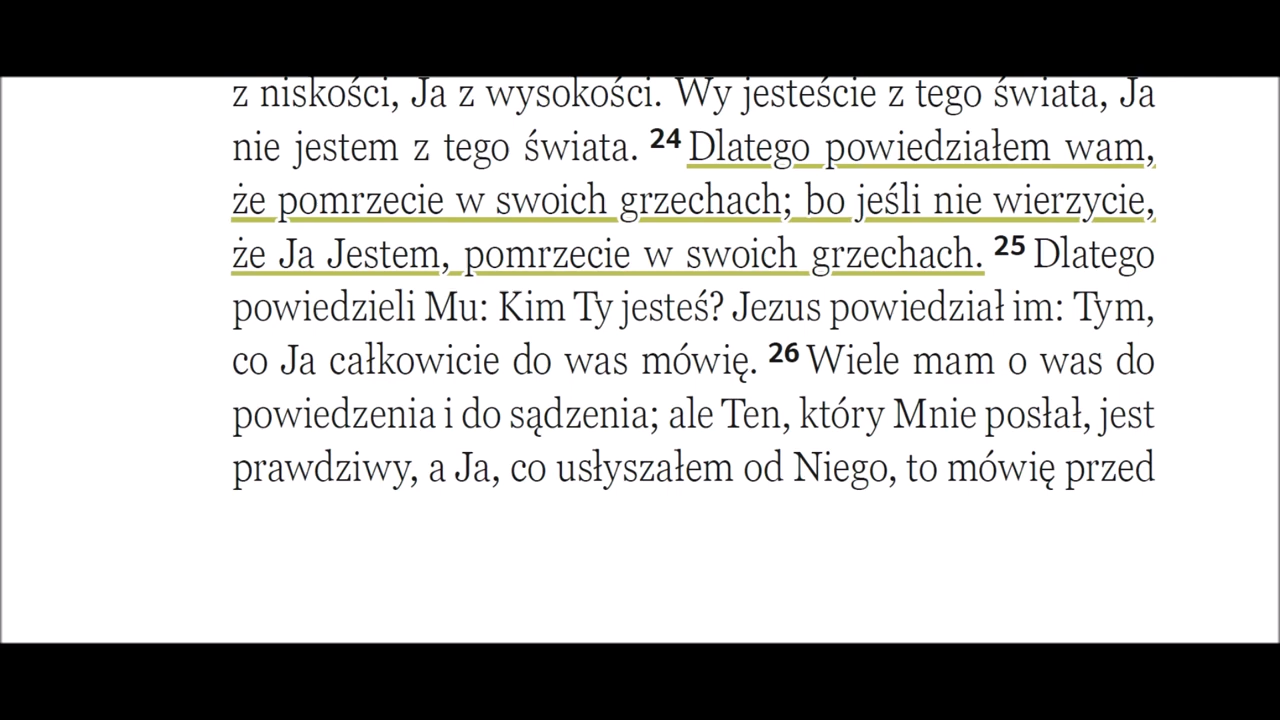 z niskości, Ja z wysokości. Wy jesteście z tego świata, Ja
nie jestem z tego świata. 24 Dlatego powiedziałem wam,
że pomrzecie w swoich grzechach; bo jeśli nie wierzycie,
że Ja Jestem, pomrzecie w swoich grzechach. 25 Dlatego
powiedzieli Mu: Kim Ty jesteś? Jezus powiedział im: Tym,
co Ja całkowicie do was mówię. 26 Wiele mam o was do
powiedzenia i do sądzenia; ale Ten, który Mnie posłał, jest
prawdziwy, a Ja, co usłyszałem od Niego, to mówię przed